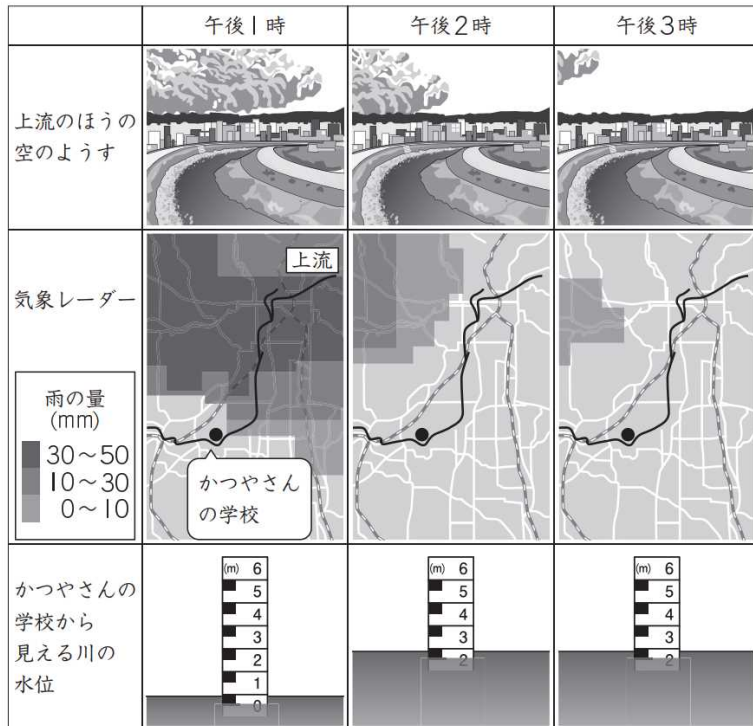 午後1時
午後2時
午後3時
上流のほうの
空のようす
気象レーダー
上流
雨の量
(mm)
30～50
10～30
0～10
かつやさん
の学校
かつやさんの
学校から
見える川の
水位
(m) 6
5
4
3
2
1
0
(m) 6
5
4
3
2
(m) 6
5
4
3
2